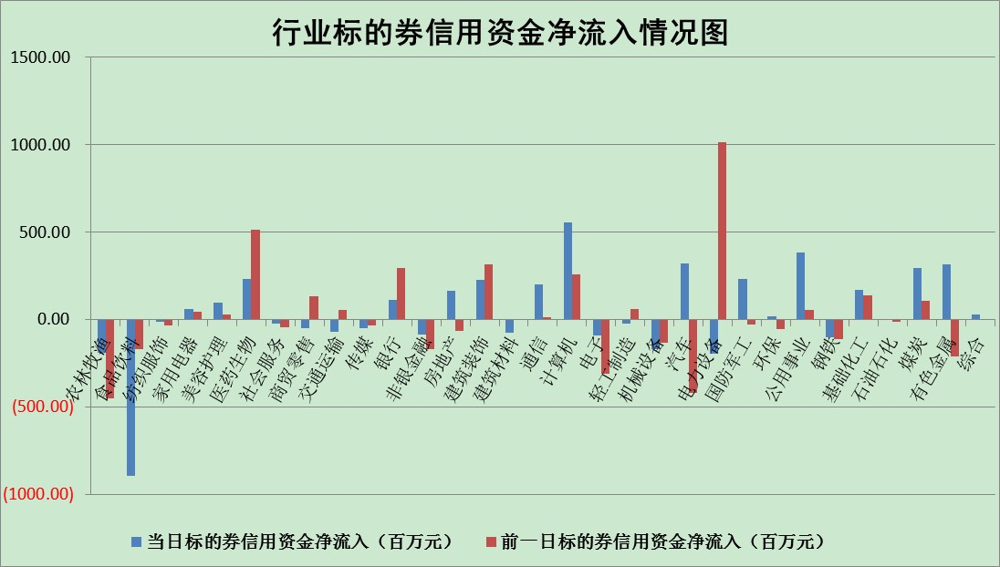 行业标的券信用资金净流入情况图
1500.00
1000.00
500.00
0.00
(500.00)
(1000.00)
农林牧渔
食品饮料
纺织服饰
家用电器
美容护理
医药生物
社会服务
商贸零售
交通运输
传媒
银行
非银金融
房地产
建筑装饰
建筑材料
通信
计算机
电子
轻工制造
机械设备
汽车
电力设备
国防军工
环保
公用事业
钢铁
基础化工
石油石化
煤炭
有色金属
综合
当日标的券信用资金净流入（百万元） 前一日标的券信用资金净流入（百万元）